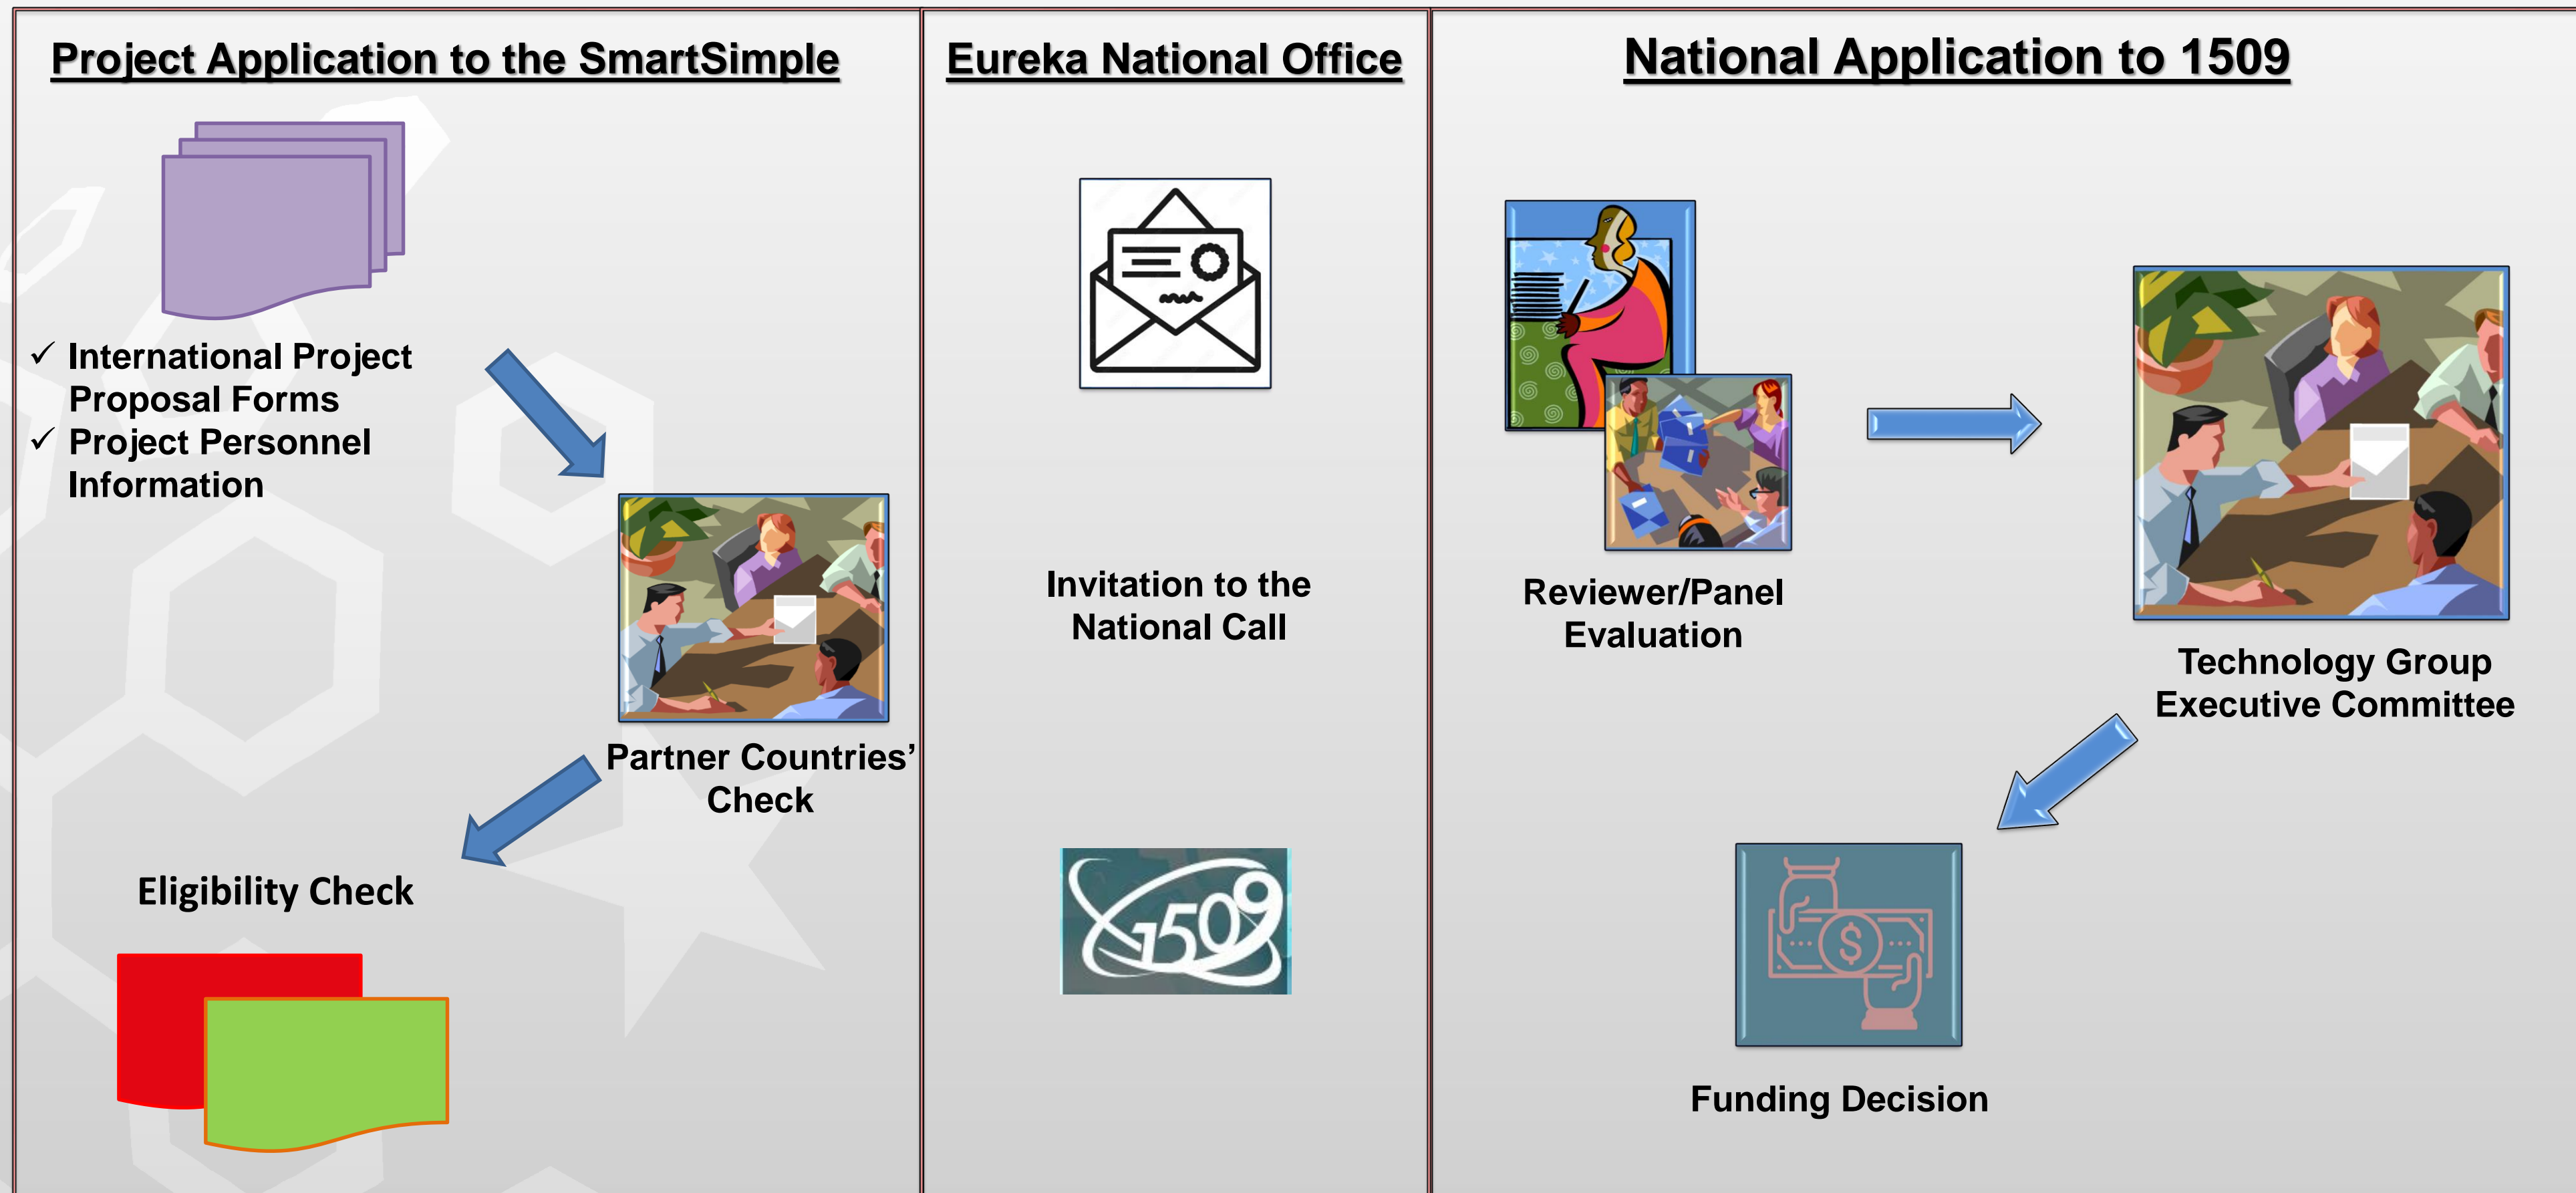 Project Application to the SmartSimple
✓ International Project
Proposal Forms
✓ Project Personnel
Information
Partner Countries’
Check
Eligibility Check
Eureka National Office
Invitation to the
National Call
1509
National Application to 1509
Reviewer/Panel
Evaluation
Technology Group
Executive Committee
$
Funding Decision